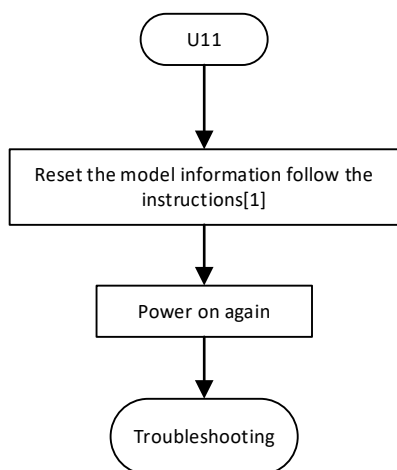 U11
Reset the model information follow the
instructions[1]
Power on again
Troubleshooting